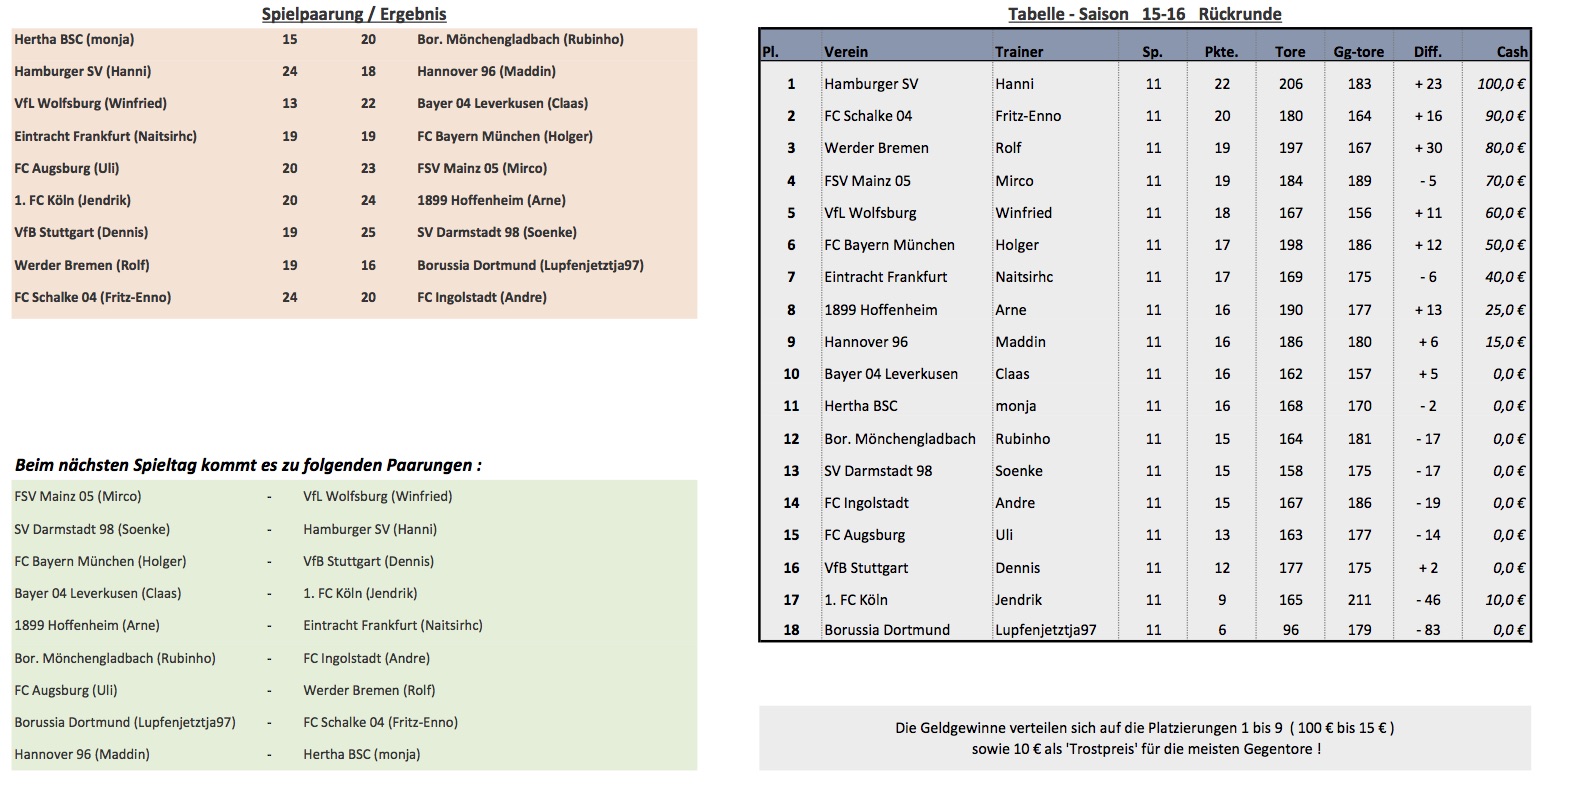 Spielpaarung / Ergebnis
Hertha BSC (monja) 15 20 Bor. Mönchengladbach (Rubinho)
Hamburger SV (Hanni) 24 18 Hannover 96 (Maddin)
VfL Wolfsburg (Winfried) 13 22 Bayer 04 Leverkusen (Claas)
Eintracht Frankfurt (Naitsirhc) 19 19 FC Bayern München (Holger)
FC Augsburg (Uli) 20 23 FSV Mainz 05 (Mirco)
1. FC Köln (Jendrik) 20 24 1899 Hoffenheim (Arne)
VfB Stuttgart (Dennis) 19 25 SV Darmstadt 98 (Soenke)
Werder Bremen (Rolf) 19 16 Borussia Dortmund (Lupfenjetztja97)
FC Schalke 04 (Fritz-Enno) 24 20 FC Ingolstadt (Andre)
Beim nächsten Spieltag kommt es zu folgenden Paarungen :
FSV Mainz 05 (Mirco) - VfL Wolfsburg (Winfried)
SV Darmstadt 98 (Soenke) - Hamburger SV (Hanni)
FC Bayern München (Holger) - VfB Stuttgart (Dennis)
Bayer 04 Leverkusen (Claas) - 1. FC Köln (Jendrik)
1899 Hoffenheim (Arne) - Eintracht Frankfurt (Naitsirhc)
Bor. Mönchengladbach (Rubinho) - FC Ingolstadt (Andre)
FC Augsburg (Uli) - Werder Bremen (Rolf)
Borussia Dortmund (Lupfenjetztja97) - FC Schalke 04 (Fritz-Enno)
Hannover 96 (Maddin) - Hertha BSC (monja)
Tabelle - Saison 15-16 Rückrunde
Pl. Verein Trainer Sp. Pkte. Tore Gg-tore Diff. Cash
1 Hamburger SV Hanni 11 22 206 183 + 23 100,0 €
2 FC Schalke 04 Fritz-Enno 11 20 180 164 + 16 90,0 €
3 Werder Bremen Rolf 11 19 197 167 + 30 80,0 €
4 FSV Mainz 05 Mirco 11 19 184 189 - 5 70,0 €
5 VfL Wolfsburg Winfried 11 18 167 156 + 11 60,0 €
6 FC Bayern München Holger 11 17 198 186 + 12 50,0 €
7 Eintracht Frankfurt Naitsirhc 11 17 169 175 - 6 40,0 €
8 1899 Hoffenheim Arne 11 16 190 177 + 13 25,0 €
9 Hannover 96 Maddin 11 16 186 180 + 6 15,0 €
10 Bayer 04 Leverkusen Claas 11 16 162 157 + 5 0,0 €
11 Hertha BSC monja 11 16 168 170 - 2 0,0 €
12 Bor. Mönchengladbach Rubinho 11 15 164 181 - 17 0,0 €
13 SV Darmstadt 98 Soenke 11 15 158 175 - 17 0,0 €
14 FC Ingolstadt Andre 11 15 167 186 - 19 0,0 €
15 FC Augsburg Uli 11 13 163 177 - 14 0,0 €
16 VfB Stuttgart Dennis 11 12 177 175 + 2 0,0 €
17 1. FC Köln Jendrik 11 9 165 211 - 46 10,0 €
18 Borussia Dortmund Lupfenjetztja97 11 6 96 179 - 83 0,0 €
Die Geldgewinne verteilen sich auf die Platzierungen 1 bis 9 ( 100 € bis 15 € )
sowie 10 € als 'Trostpreis' für die meisten Gegentore !